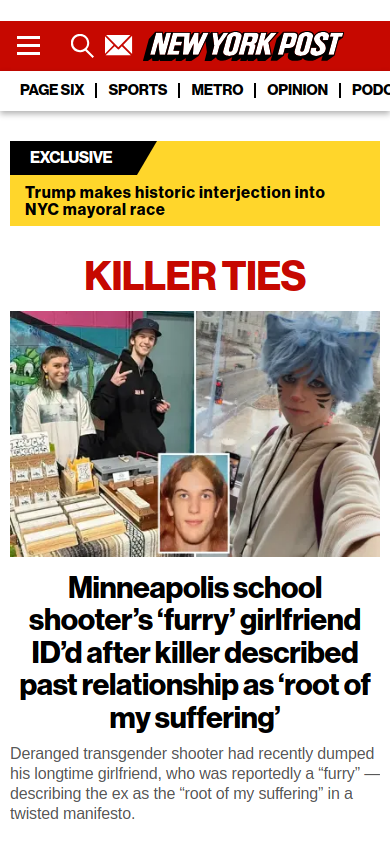 NEW YORK POST
PAGE SIX | SPORTS | METRO | OPINION | PODC
EXCLUSIVE
Trump makes historic interjection into
NYC mayoral race
KILLER TIES
Minneapolis school
shooter’s ‘furry’ girlfriend
ID’d after killer described
past relationship as ‘root of
my suffering’
Deranged transgender shooter had recently dumped
his longtime girlfriend, who was reportedly a “furry” —
describing the ex as the “root of my suffering” in a
twisted manifesto.